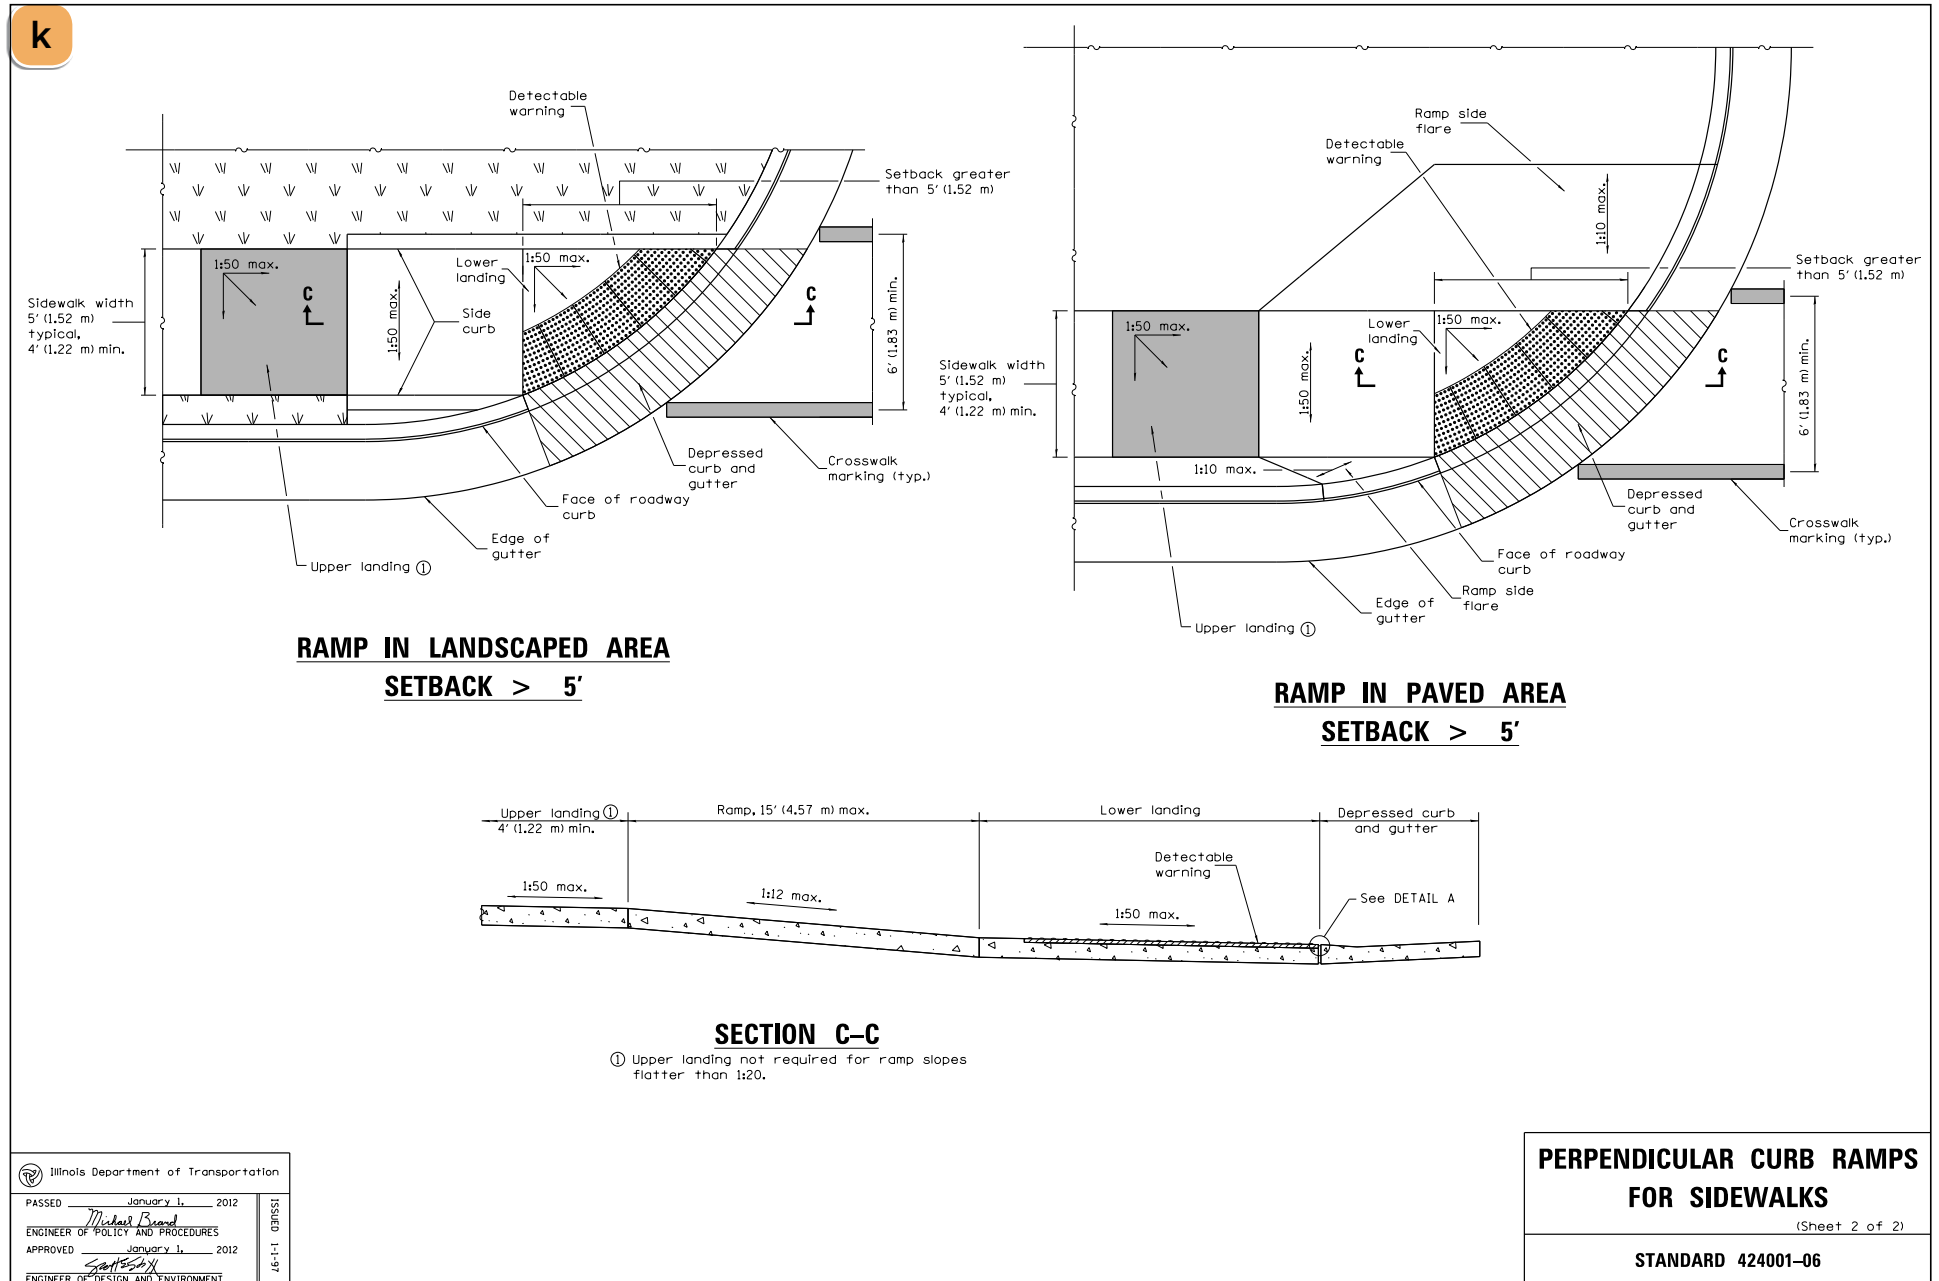 k
Detectable
warning
Setback greater
than 5' (1.52 m)
1:50 max.
Lower
landing
1:50 max.
Sidewalk width
5' (1.52 m)
typical,
4' (1.22 m) min.
C
1:50 max.
Side
curb
C
6' (1.83 m) min.
Depressed
curb and
gutter
Crosswalk
marking (typ.)
Face of roadway
curb
Edge of
gutter
Upper landing ①
RAMP IN LANDSCAPED AREA
SETBACK > 5'
Ramp side
flare
Detectable
warning
1:10 max.
Setback greater
than 5' (1.52 m)
1:50 max.
Lower
landing
1:50 max.
Sidewalk width
5' (1.52 m)
typical,
4' (1.22 m) min.
1:50 max.
C
C
6' (1.83 m) min.
1:10 max.
Depressed
curb and
gutter
Crosswalk
marking (typ.)
Face of roadway
curb
Ramp side
flare
Edge of
gutter
Upper landing ①
RAMP IN PAVED AREA
SETBACK > 5'
Upper landing ①
4' (1.22 m) min.
Ramp, 15' (4.57 m) max.
Lower landing
Depressed curb
and gutter
Detectable
warning
1:50 max.
1:12 max.
1:50 max.
See DETAIL A
SECTION C–C
① Upper landing not required for ramp slopes
flatter than 1:20.
Illinois Department of Transportation
PASSED January 1, 2012
Michael Brand
ENGINEER OF POLICY AND PROCEDURES
APPROVED January 1, 2012
ENGINEER OF DESIGN AND ENVIRONMENT
ISSUED 1-1-97
PERPENDICULAR CURB RAMPS
FOR SIDEWALKS
(Sheet 2 of 2)
STANDARD 424001–06